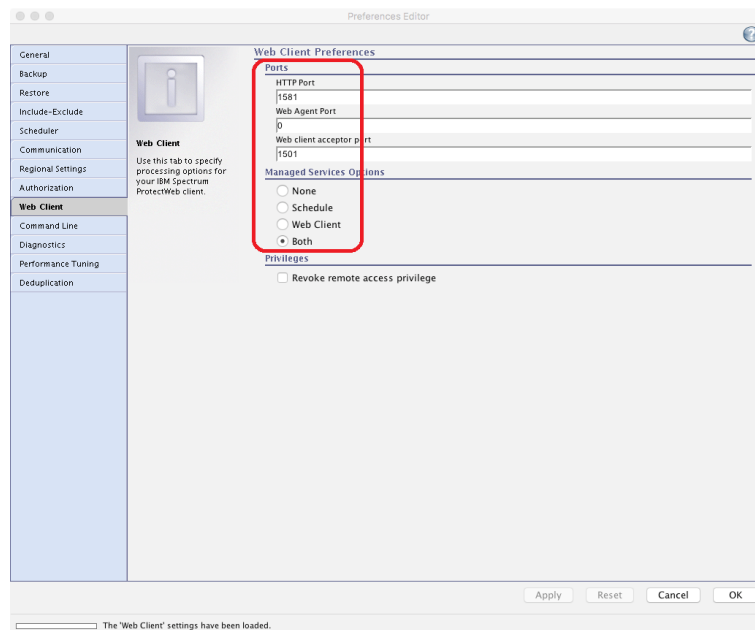 Preferences Editor
General
Backup
Restore
Include-Exclude
Scheduler
Communication
Regional Settings
Authorization
Web Client
Command Line
Diagnostics
Performance Tuning
Deduplication
Web Client
Use this tab to specify
processing options for
your IBM Spectrum
ProtectWeb client.
Web Client Preferences
Ports
HTTP Port
1581
Web Agent Port
0
Web client acceptor port
1501
Managed Services Options
None
Schedule
Web Client
Both
Privileges
Revoke remote access privilege
Apply
Reset
Cancel
OK
The 'Web Client' settings have been loaded.